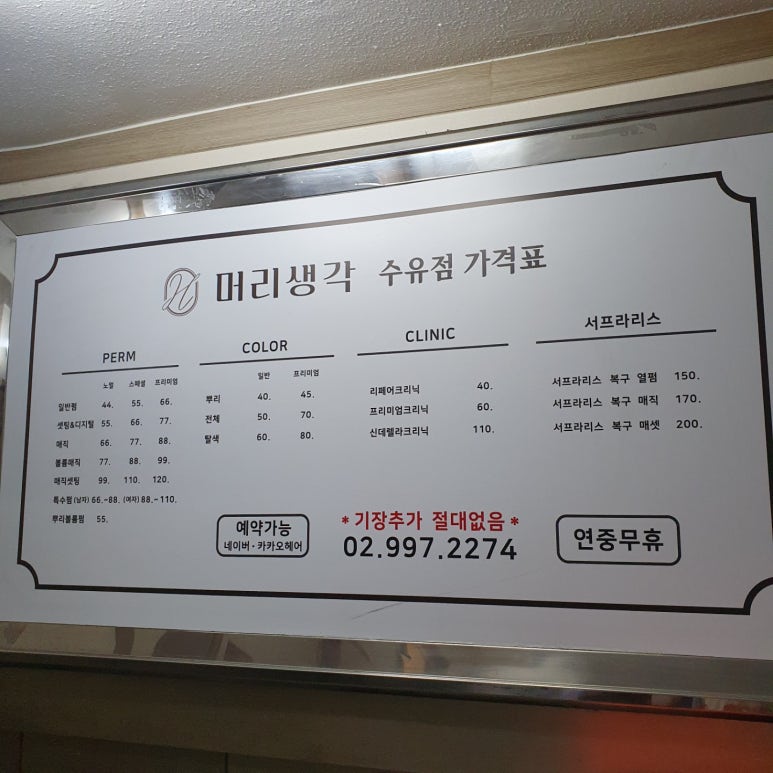 머리생각 수유점 가격표
PERM
노멀 스페셜 프리미엄
일반펌 44. 55. 66.
셋팅&디지털 55. 66. 77.
매직 66. 77. 88.
볼륨매직 77. 88. 99.
매직셋팅 99. 110. 120.
특수펌 (남자) 66.~88. (여자) 88.~110.
뿌리볼륨펌 55.
COLOR
일반 프리미엄
뿌리 40. 45.
전체 50. 70.
탈색 60. 80.
CLINIC
리페어크리닉 40.
프리미엄크리닉 60.
신데렐라크리닉 110.
서프라리스
서프라리스 복구 열펌 150.
서프라리스 복구 매직 170.
서프라리스 복구 매셋 200.
예약가능
네이버·카카오헤어
*기장추가 절대없음*
02.997.2274
연중무휴